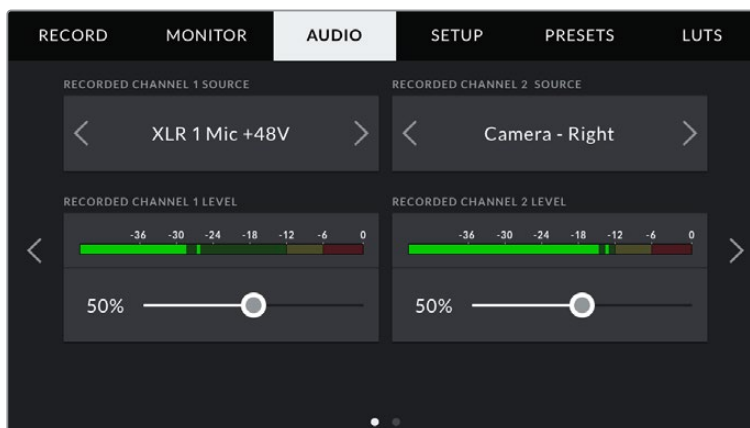 RECORD MONITOR AUDIO SETUP PRESETS LUTS
RECORDED CHANNEL 1 SOURCE RECORDED CHANNEL 2 SOURCE
XLR 1 Mic +48V Camera - Right
RECORDED CHANNEL 1 LEVEL RECORDED CHANNEL 2 LEVEL
-36 -30 -24 -18 -12 -6 0 -36 -30 -24 -18 -12 -6 0
50% 50%